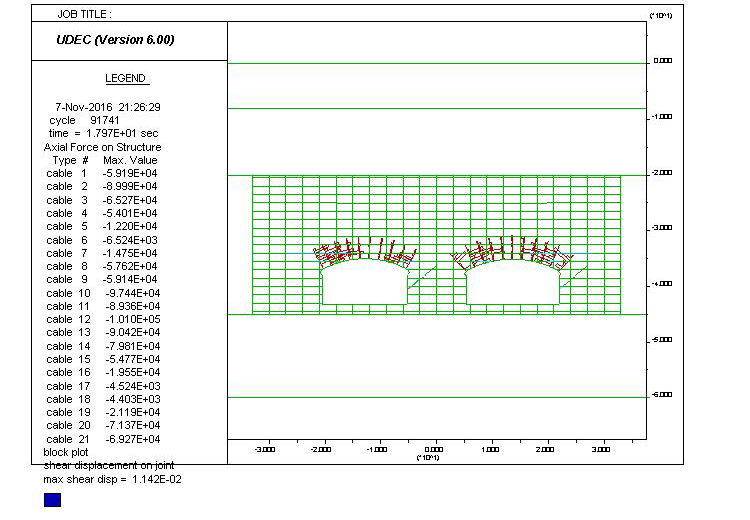 JOB TITLE :
UDEC (Version 6.00)
LEGEND
7-Nov-2016 21:26:29
cycle 91741
time = 1.797E+01 sec
Axial Force on Structure
Type # Max. Value
cable 1 -5.919E+04
cable 2 -8.999E+04
cable 3 -6.527E+04
cable 4 -5.401E+04
cable 5 -1.220E+04
cable 6 -6.524E+03
cable 7 -1.475E+04
cable 8 -5.762E+04
cable 9 -5.914E+04
cable 10 -9.744E+04
cable 11 -8.936E+04
cable 12 -1.010E+05
cable 13 -9.042E+04
cable 14 -7.981E+04
cable 15 -5.477E+04
cable 16 -1.955E+04
cable 17 -4.524E+03
cable 18 -4.403E+03
cable 19 -2.119E+04
cable 20 -7.137E+04
cable 21 -6.927E+04
block plot
shear displacement on joint
max shear disp = 1.142E-02
(*10^1)
0.000
-1.000
-2.000
-3.000
-4.000
-5.000
-6.000
-3.000 -2.000 -1.000 0.000 1.000 2.000 3.000
(*10^1)